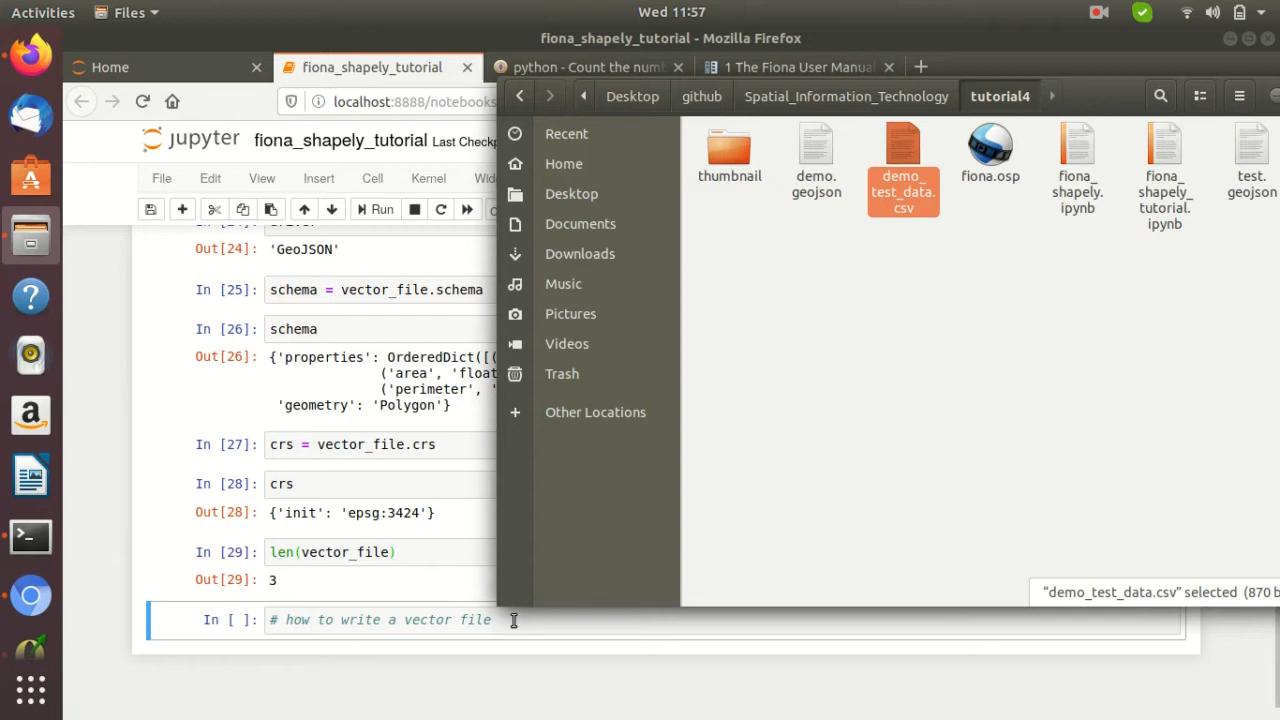 Activities
Files
Wed 11:57
fiona_shapely_tutorial - Mozilla Firefox
Home
fiona_shapely_tutorial
python - Count the num
1 The Fiona User Manual
localhost:8888/notebooks
jupyter fiona_shapely_tutorial Last Checkp
File Edit View Insert Cell Kernel Wid
Run
Out[24]: 'GeoJSON'
In [25]: schema = vector_file.schema
In [26]: schema
Out[26]: {'properties': OrderedDict([(
('area', 'float
('perimeter', '
'geometry': 'Polygon'}
In [27]: crs = vector_file.crs
In [28]: crs
Out[28]: {'init': 'epsg:3424'}
In [29]: len(vector_file)
Out[29]: 3
In [ ]: # how to write a vector file
Desktop
github
Spatial_Information_Technology
tutorial4
Recent
Home
Desktop
Documents
Downloads
Music
Pictures
Videos
Trash
Other Locations
thumbnail
demo.
geojson
demo_
test_data.
csv
fiona.osp
fiona_
shapely.
ipynb
fiona_
shapely_
tutorial.
ipynb
test.
geojson
"demo_test_data.csv" selected (870 b